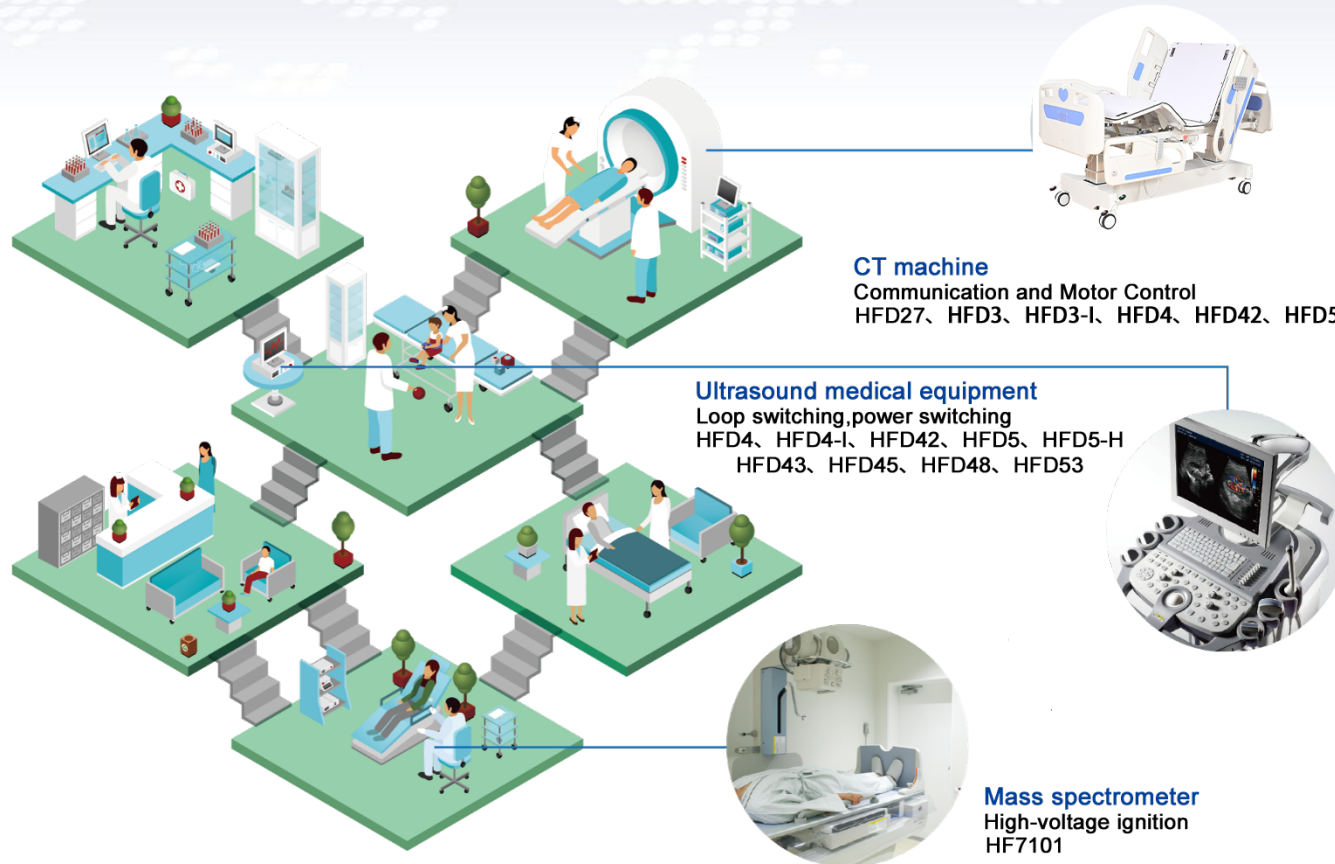 CT machine
Communication and Motor Control
HFD27、HFD3、HFD3-I、HFD4、HFD42、HFD5
Ultrasound medical equipment
Loop switching,power switching
HFD4、HFD4-I、HFD42、HFD5、HFD5-H
HFD43、HFD45、HFD48、HFD53
Mass spectrometer
High-voltage ignition
HF7101